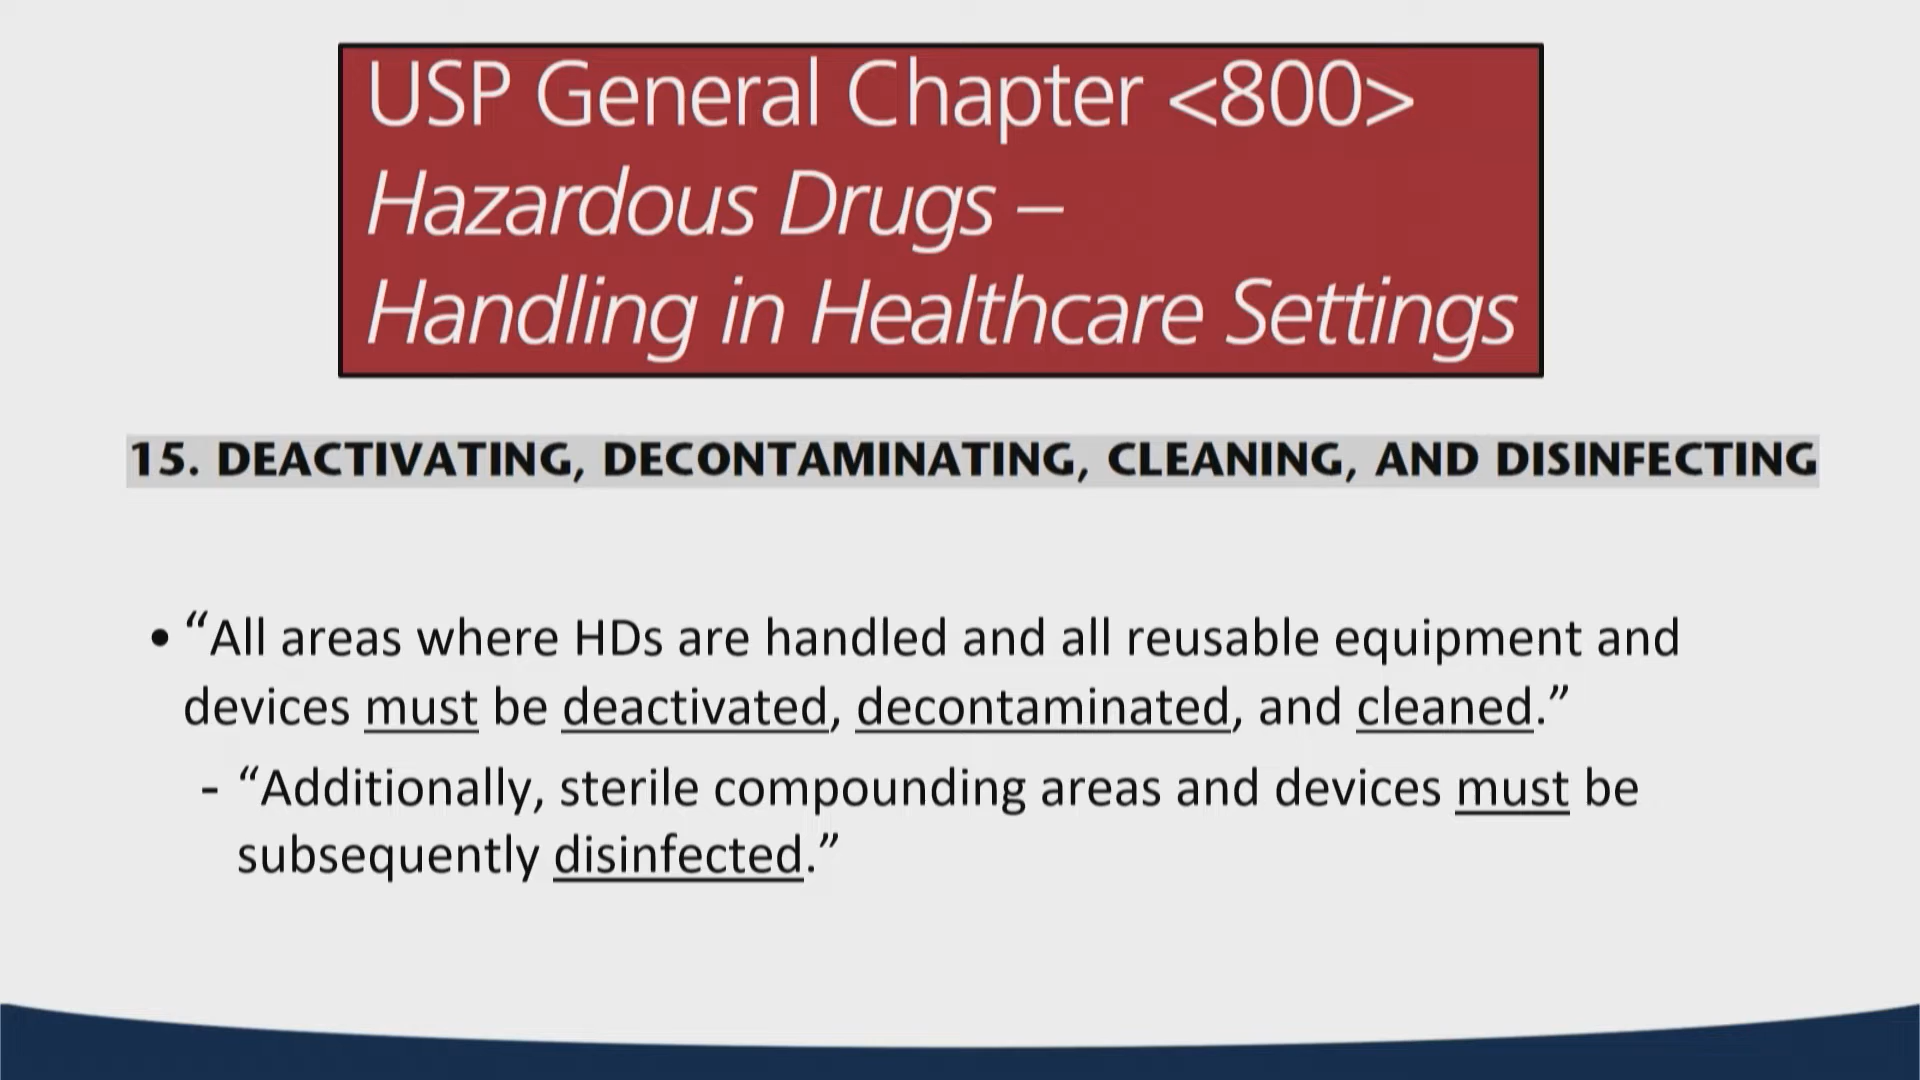 USP General Chapter <800>
Hazardous Drugs –
Handling in Healthcare Settings
15. DEACTIVATING, DECONTAMINATING, CLEANING, AND DISINFECTING
• “All areas where HDs are handled and all reusable equipment and
devices must be deactivated, decontaminated, and cleaned.”
- “Additionally, sterile compounding areas and devices must be
subsequently disinfected.”